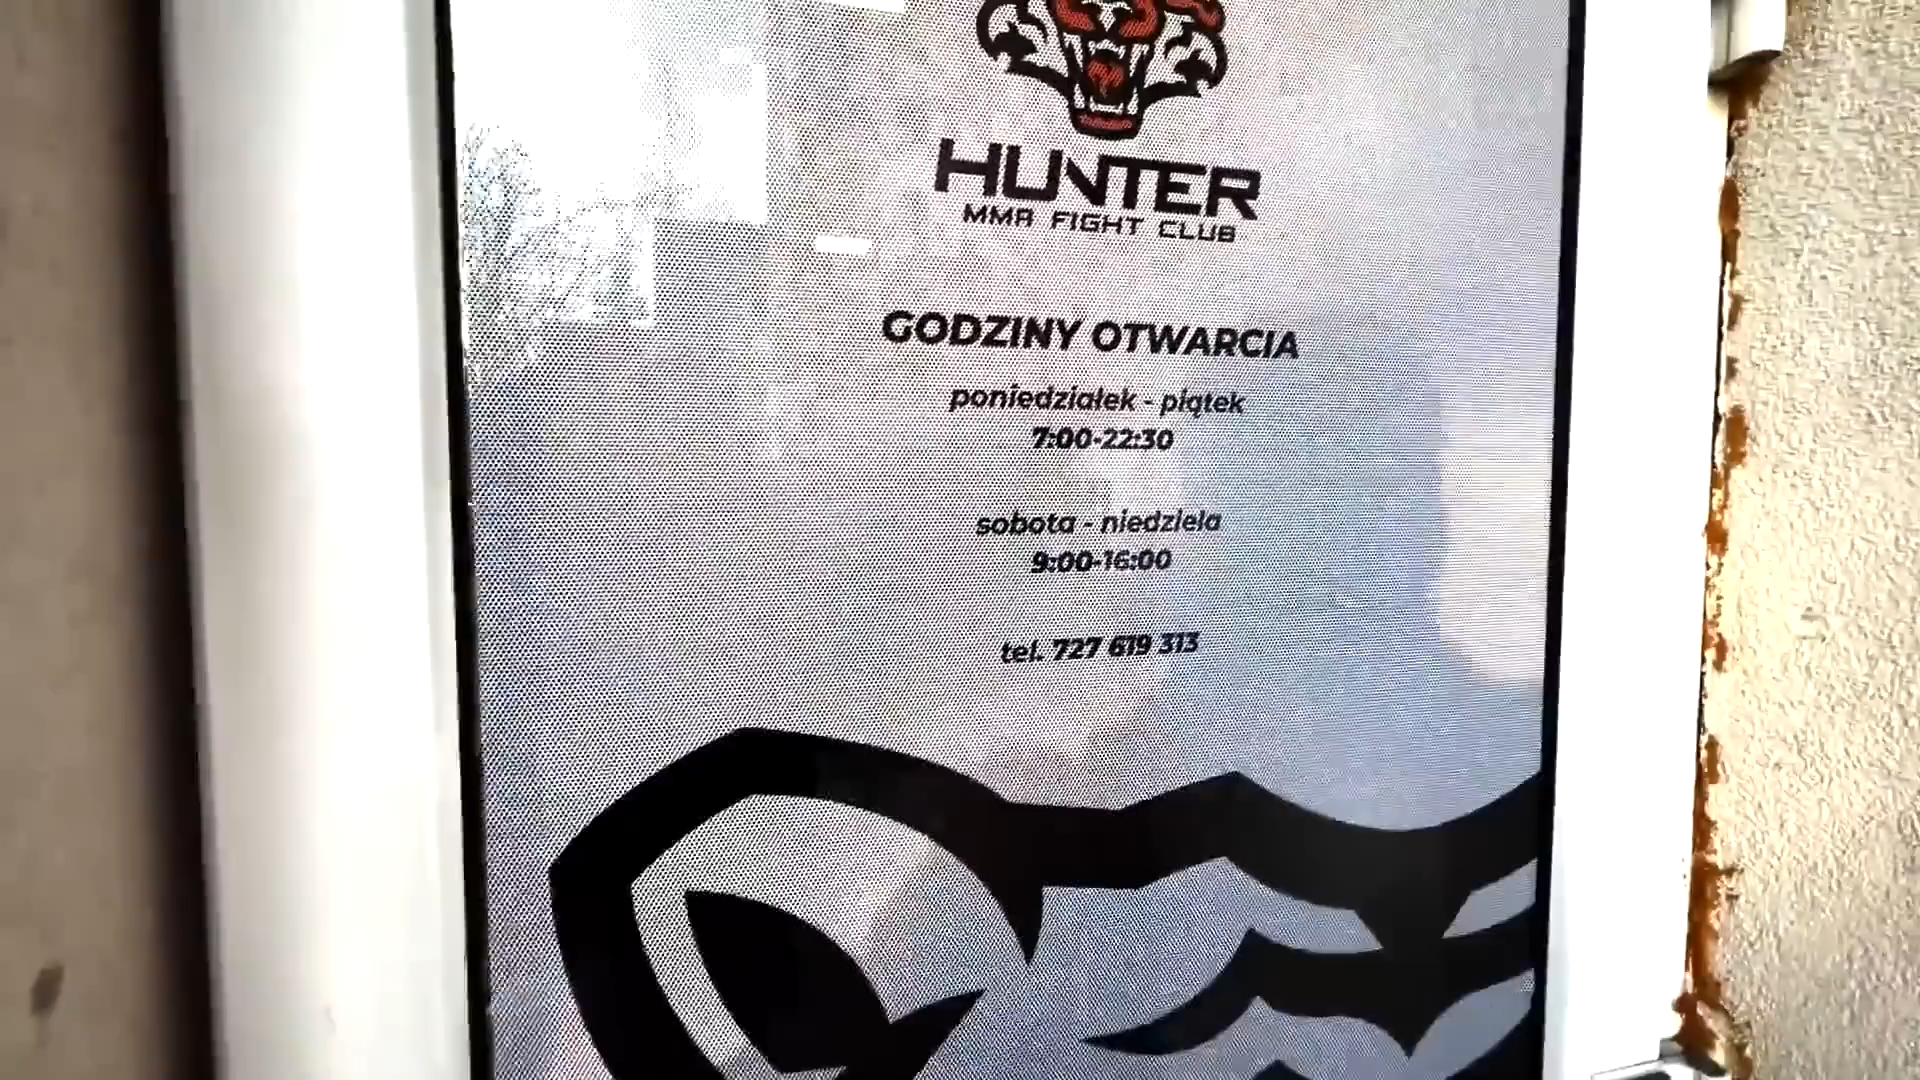 HUNTER
MMA FIGHT CLUB
GODZINY OTWARCIA
poniedziałek - piątek
7:00-22:30
sobota - niedziela
9:00-16:00
tel. 727 619 313